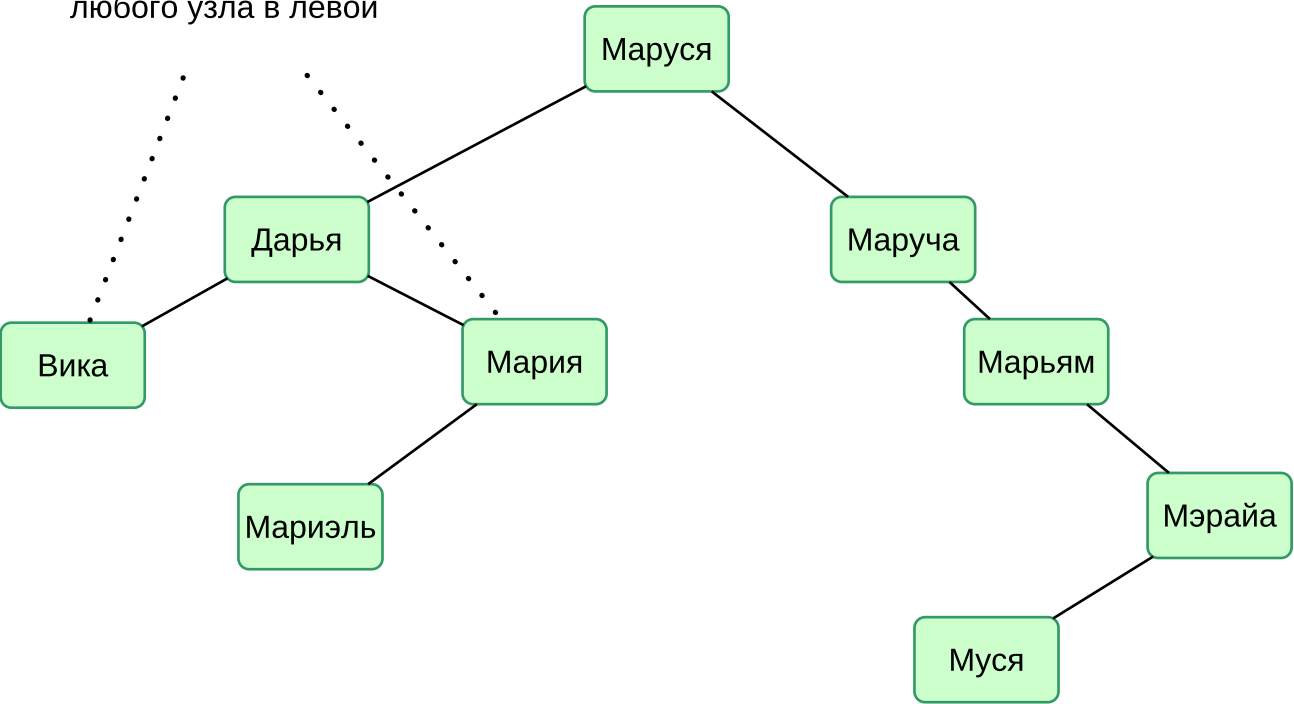 любого узла в левой
Маруся
Дарья
Маруча
Вика
Мария
Марьям
Мариэль
Мэрайа
Муся